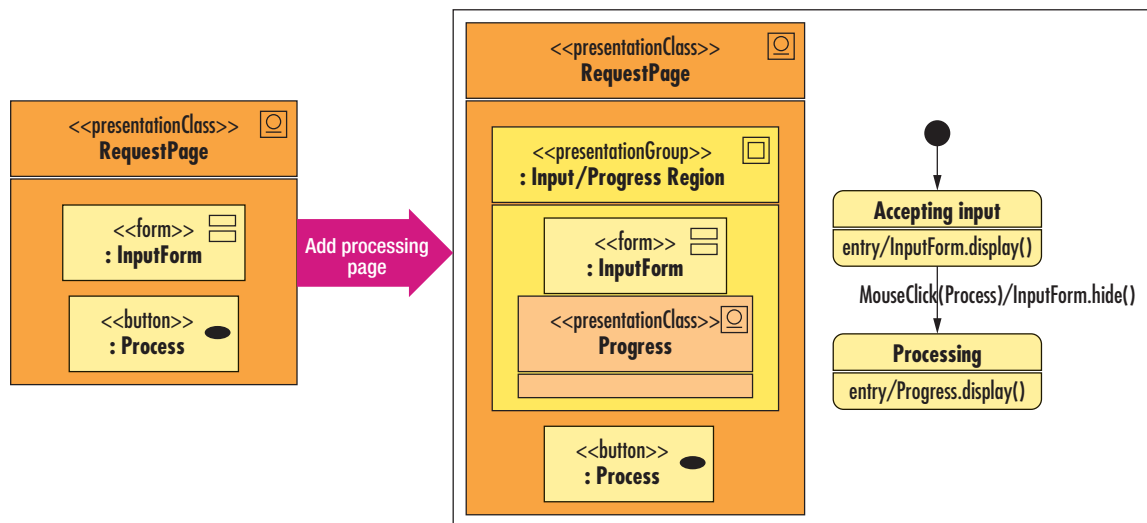 <<presentationClass>>
RequestPage
<<form>>
: InputForm
<<button>>
: Process
Add processing
page
<<presentationClass>>
RequestPage
<<presentationGroup>>
: Input/Progress Region
<<form>>
: InputForm
<<presentationClass>>
Progress
<<button>>
: Process
Accepting input
entry/InputForm.display()
MouseClick(Process)/InputForm.hide()
Processing
entry/Progress.display()